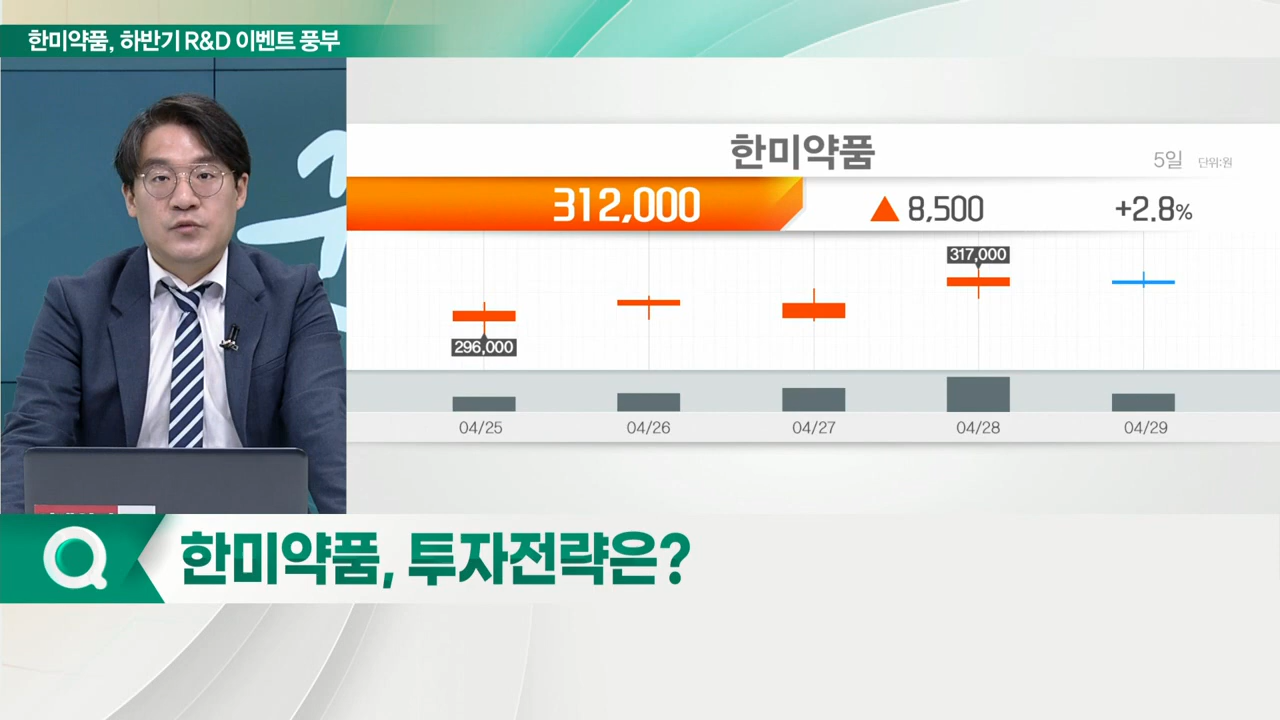 한미약품, 하반기 R&D 이벤트 풍부
한미약품
5일 단위:원
312,000 ▲ 8,500 +2.8%
317,000
296,000
04/25 04/26 04/27 04/28 04/29
Q 한미약품, 투자전략은?